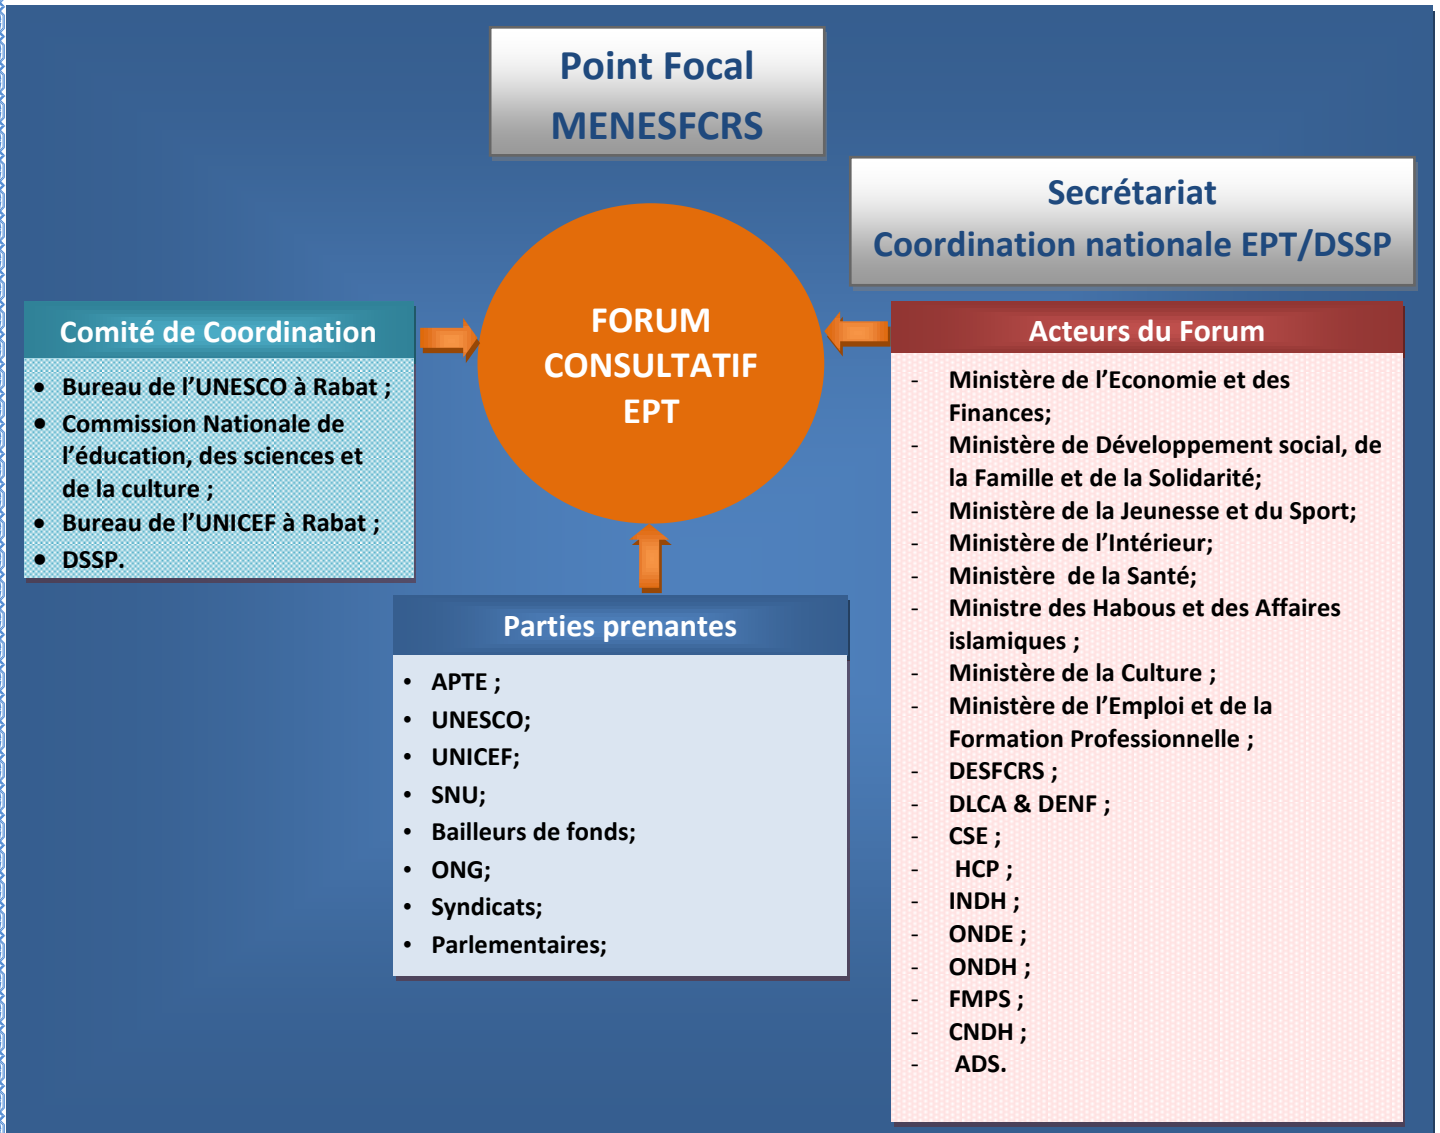 Point Focal
MENESFCRS
Secrétariat
Coordination nationale EPT/DSSP
FORUM
CONSULTATIF
EPT
Comité de Coordination
• Bureau de l’UNESCO à Rabat ;
• Commission Nationale de
l’éducation, des sciences et
de la culture ;
• Bureau de l’UNICEF à Rabat ;
• DSSP.
Parties prenantes
• APTE ;
• UNESCO;
• UNICEF;
• SNU;
• Bailleurs de fonds;
• ONG;
• Syndicats;
• Parlementaires;
Acteurs du Forum
- Ministère de l’Economie et des
Finances;
- Ministère de Développement social, de
la Famille et de la Solidarité;
- Ministère de la Jeunesse et du Sport;
- Ministère de l’Intérieur;
- Ministère de la Santé;
- Ministre des Habous et des Affaires
islamiques ;
- Ministère de la Culture ;
- Ministère de l’Emploi et de la
Formation Professionnelle ;
- DESFCRS ;
- DLCA & DENF ;
- CSE ;
- HCP ;
- INDH ;
- ONDE ;
- ONDH ;
- FMPS ;
- CNDH ;
- ADS.